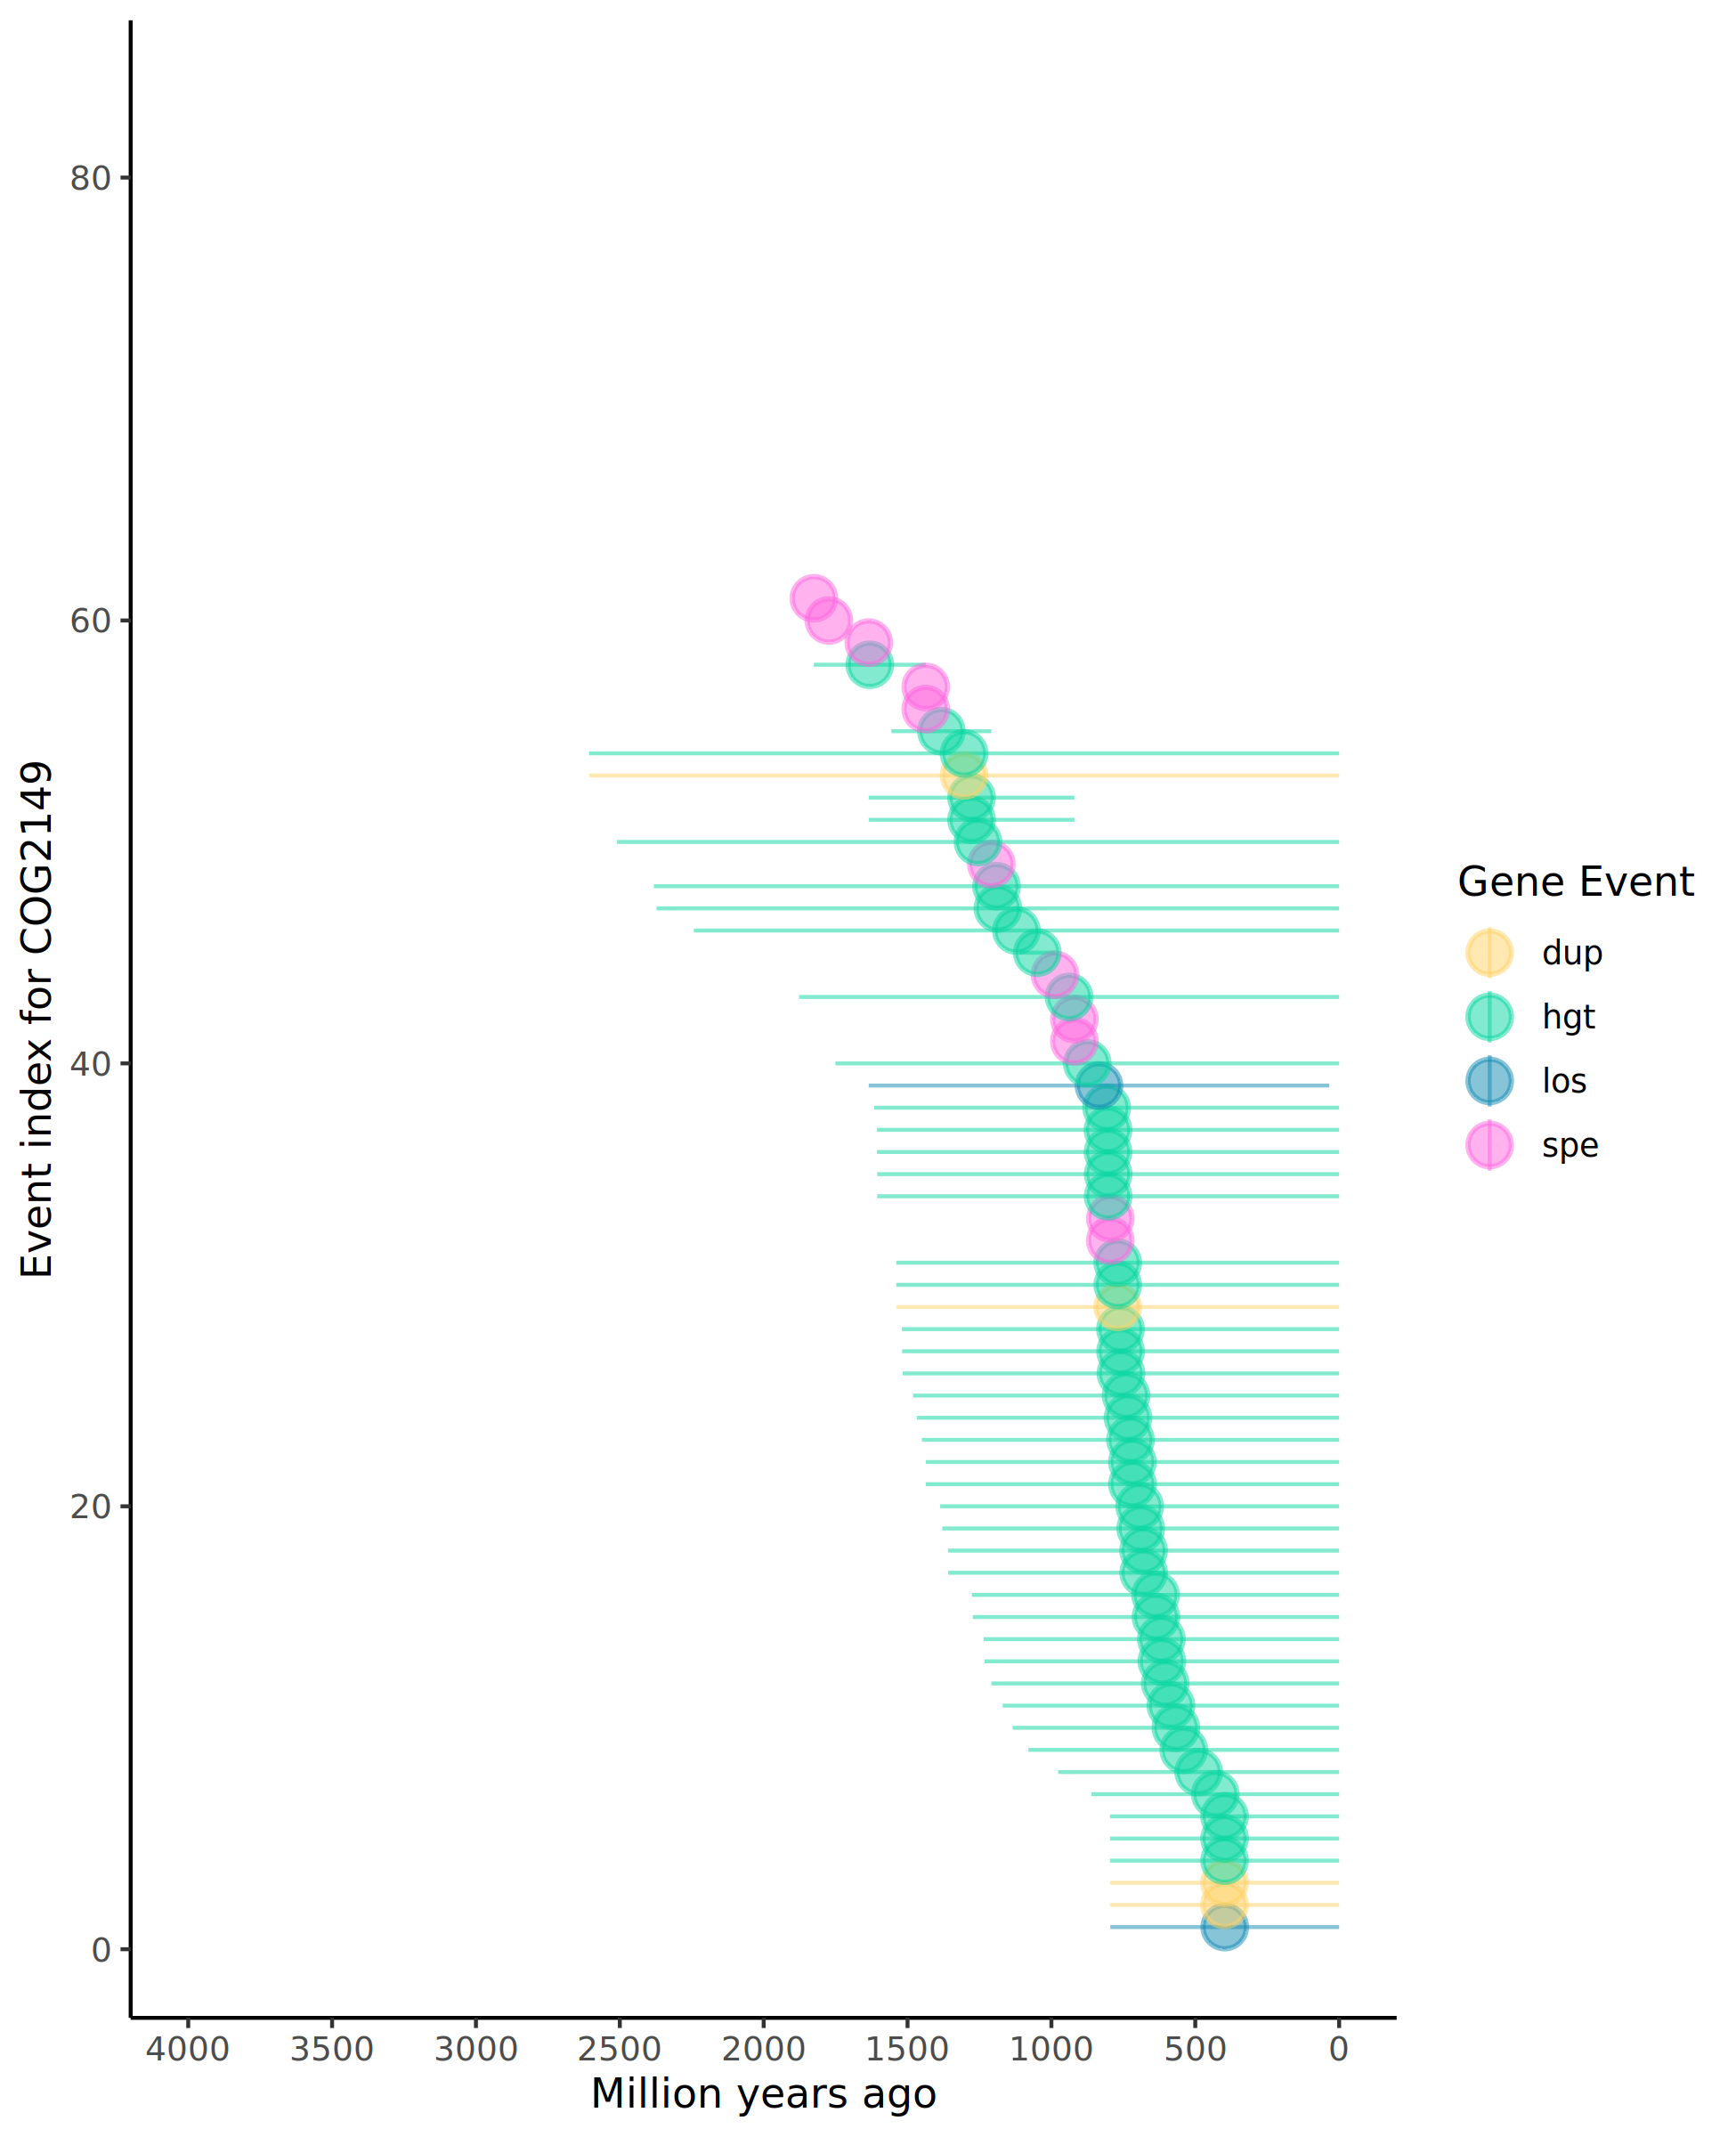 80
60
40
20
0
Event index for COG2149
4000 3500 3000 2500 2000 1500 1000 500 0
Million years ago
Gene Event
dup
hgt
los
spe